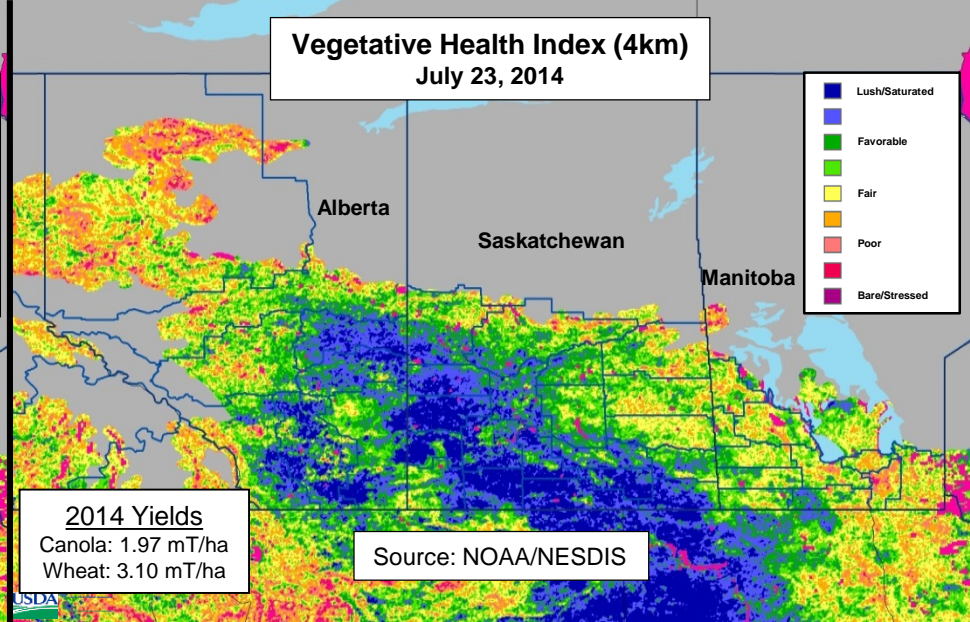 Vegetative Health Index (4km)
July 23, 2014
Lush/Saturated
Favorable
Fair
Poor
Bare/Stressed
Alberta
Saskatchewan
Manitoba
2014 Yields
Canola: 1.97 mT/ha
Wheat: 3.10 mT/ha
Source: NOAA/NESDIS
USDA